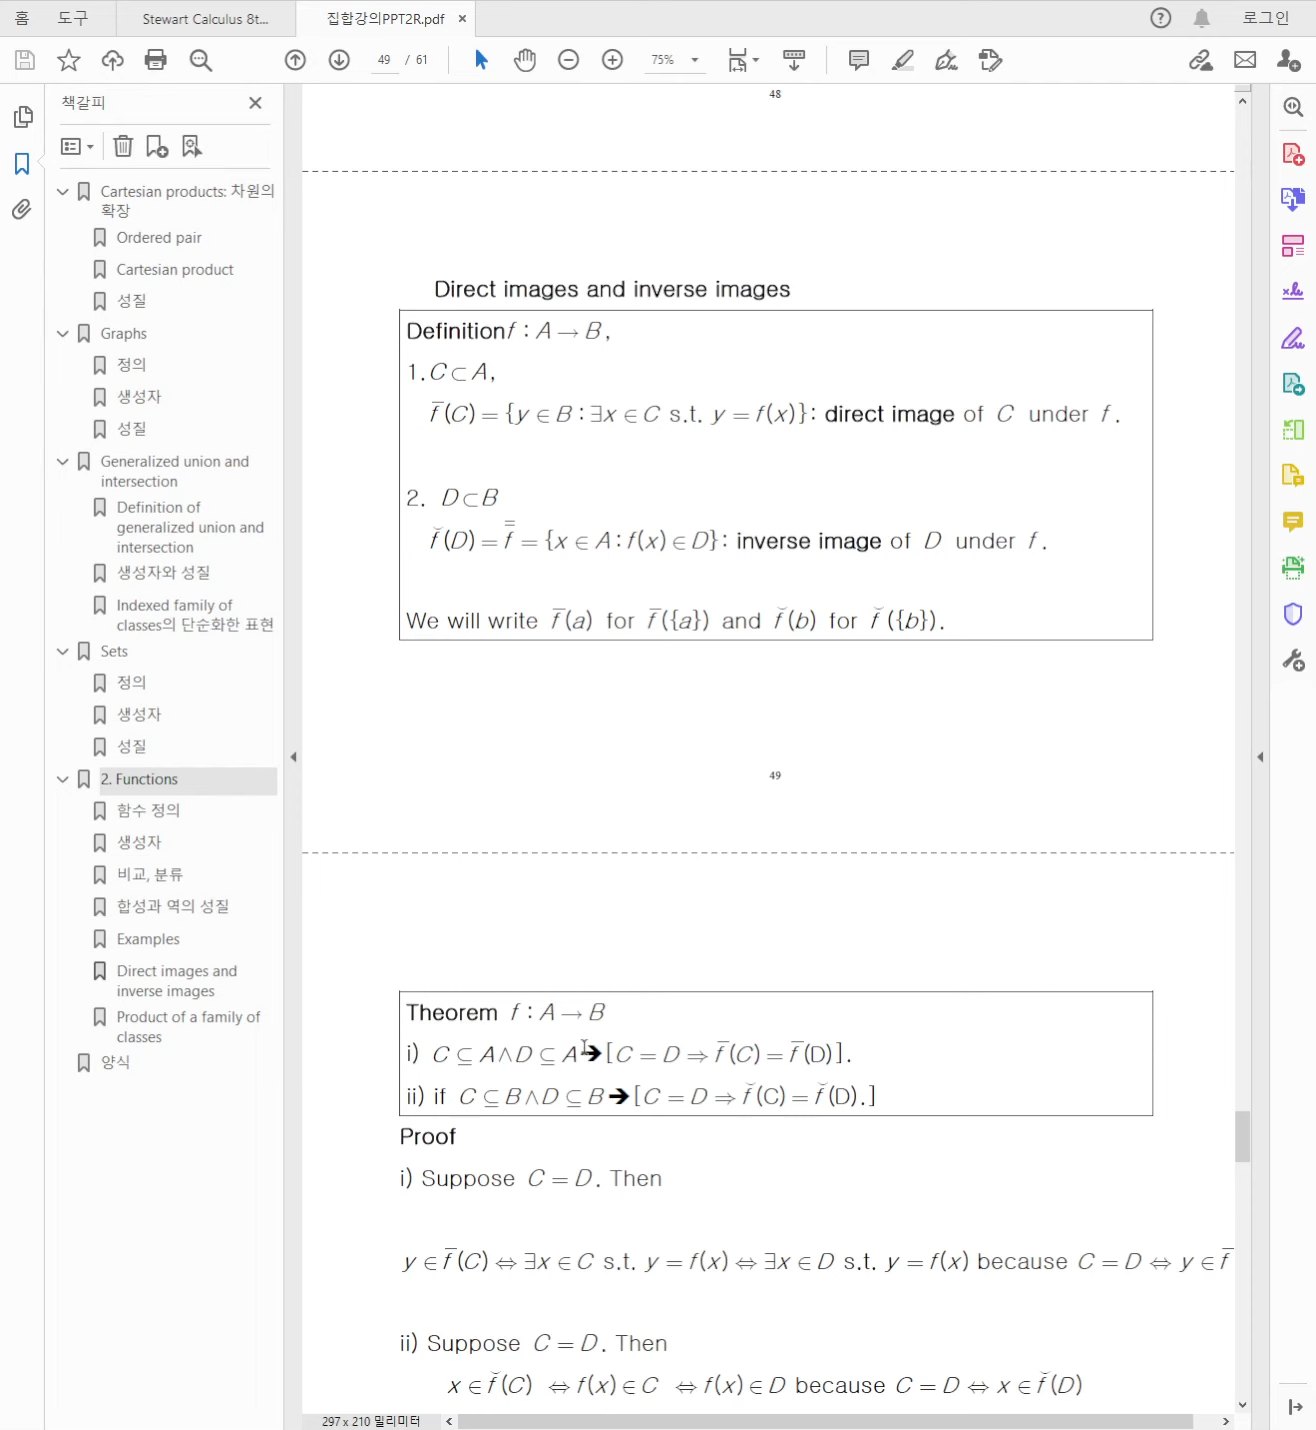 홈 도구 Stewart Calculus 8t... 집합강의PPT2R.pdf × 로그인
49 / 61 75%
책갈피
Cartesian products: 차원의
확장
Ordered pair
Cartesian product
성질
Graphs
정의
생성자
성질
Generalized union and
intersection
Definition of
generalized union and
intersection
생성자와 성질
Indexed family of
classes의 단순화한 표현
Sets
정의
생성자
성질
2. Functions
함수 정의
생성자
비교, 분류
합성과 역의 성질
Examples
Direct images and
inverse images
Product of a family of
classes
양식
48
Direct images and inverse images
Definition f : A → B,
1. C ⊂ A,
f̅(C) = {y ∈ B : ∃x ∈ C s.t. y = f(x)} : direct image of C under f.
2. D ⊂ B
f̆(D) = f̿ = {x ∈ A : f(x) ∈ D} : inverse image of D under f.
We will write f̅(a) for f̅({a}) and f̆(b) for f̆({b}).
49
Theorem f : A → B
i) C ⊆ A ∧ D ⊆ A ➔ [C = D ⇒ f̅(C) = f̅(D)].
ii) if C ⊆ B ∧ D ⊆ B ➔ [C = D ⇒ f̆(C) = f̆(D).]
Proof
i) Suppose C = D. Then
y ∈ f̅(C) ⇔ ∃x ∈ C s.t. y = f(x) ⇔ ∃x ∈ D s.t. y = f(x) because C = D ⇔ y ∈ f̅
ii) Suppose C = D. Then
x ∈ f̆(C) ⇔ f(x) ∈ C ⇔ f(x) ∈ D because C = D ⇔ x ∈ f̆(D)
297 x 210 밀리미터